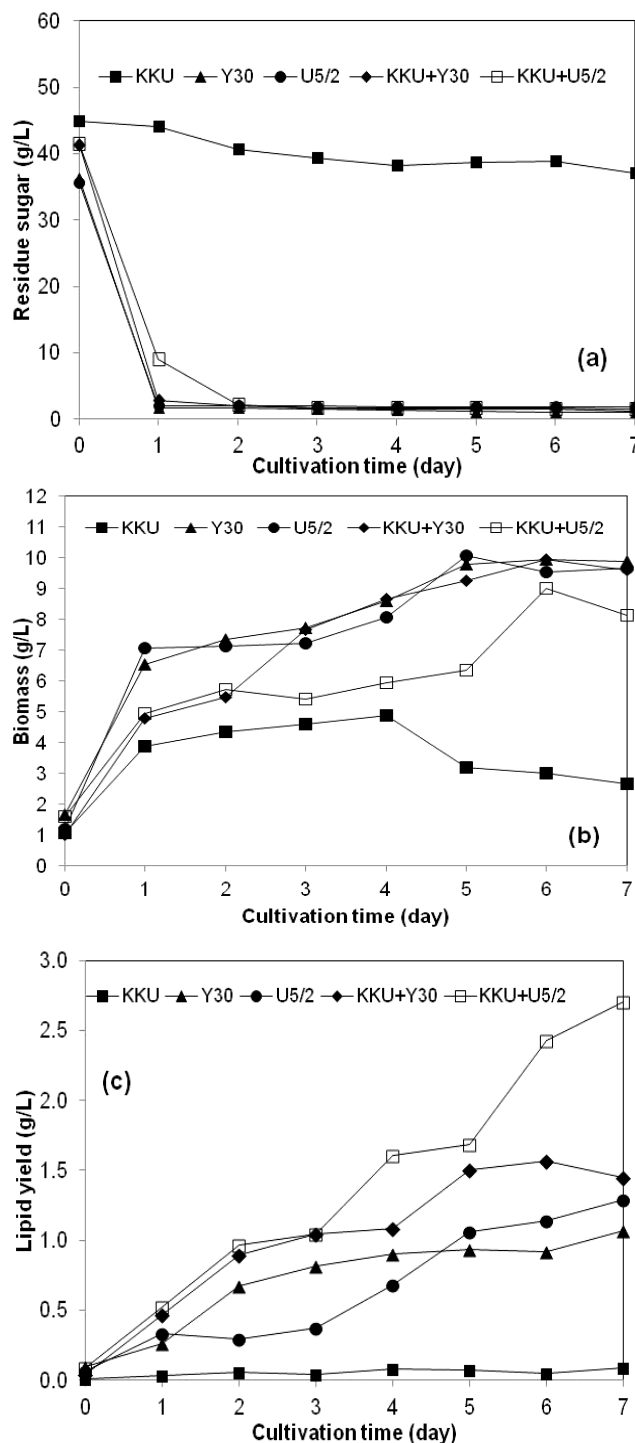 KKU Y30 U5/2 KKU+Y30 KKU+U5/2
60
50
40
30
20
10
0
Residue sugar (g/L)
(a)
0 1 2 3 4 5 6 7
Cultivation time (day)
12
11
10
9
8
7
6
5
4
3
2
1
0
Biomass (g/L)
KKU Y30 U5/2 KKU+Y30 KKU+U5/2
(b)
0 1 2 3 4 5 6 7
Cultivation time (day)
3.0
2.5
2.0
1.5
1.0
0.5
0.0
Lipid yield (g/L)
KKU Y30 U5/2 KKU+Y30 KKU+U5/2
(c)
0 1 2 3 4 5 6 7
Cultivation time (day)